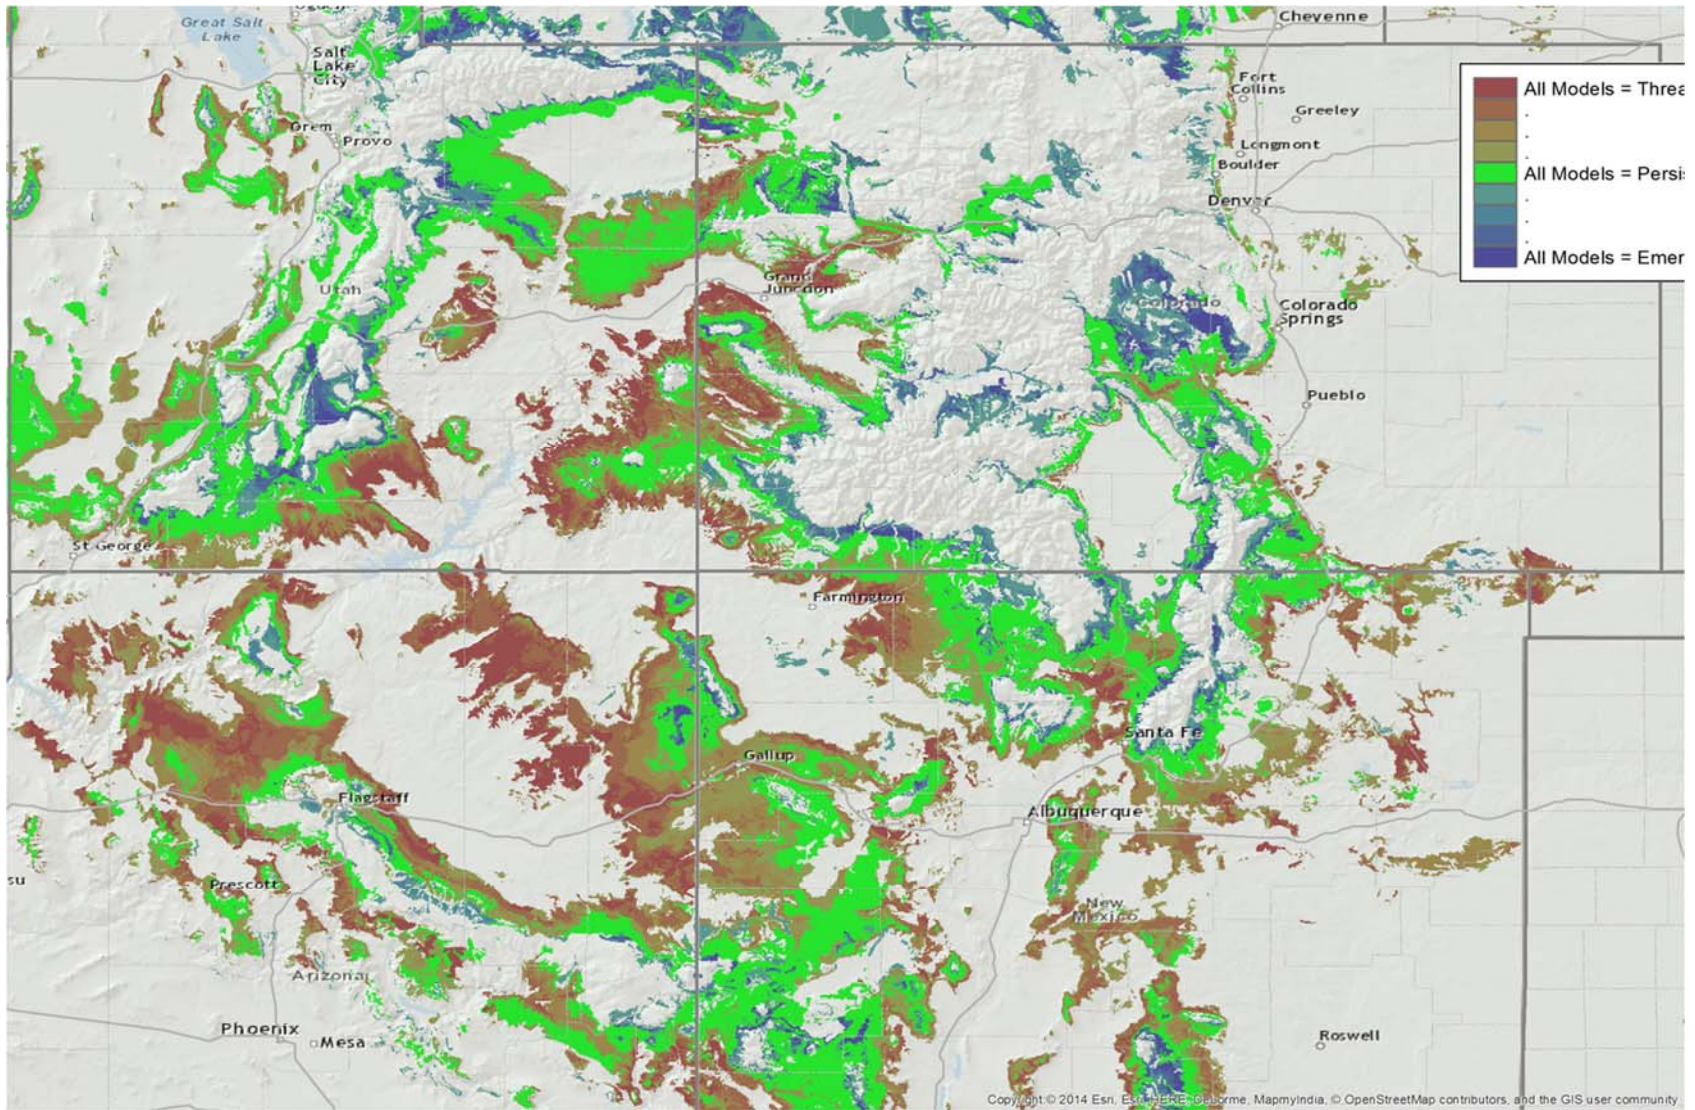 Great Salt
Lake
Cheyenne
Salt
Lake
City
Fort
Collins
Greeley
Orem
Provo
Longmont
Boulder
Denver
All Models = Threa
.
.
.
All Models = Persis
.
.
.
All Models = Emer
Utah
Grand
Junction
Colorado
Colorado
Springs
Pueblo
St George
Farmington
Santa Fe
Gallup
Flagstaff
Albuquerque
su
Prescott
New
Mexico
Arizona
Phoenix
Mesa
Roswell
Copyright:© 2014 Esri, Esri, HERE, DeLorme, MapmyIndia, © OpenStreetMap contributors, and the GIS user community